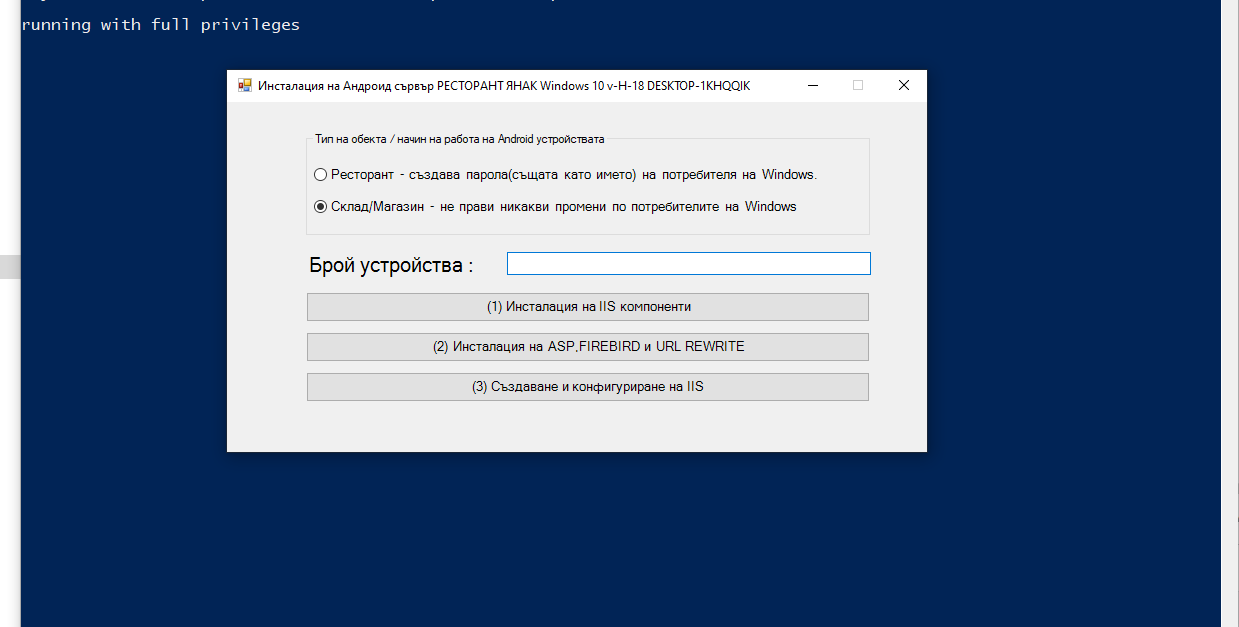 running with full privileges
Инсталация на Андроид сървър РЕСТОРАНТ ЯНАК Windows 10 v-H-18 DESKTOP-1KHQQIK
Тип на обекта / начин на работа на Android устройствата
Ресторант - създава парола(същата като името) на потребителя на Windows.
Склад/Магазин - не прави никакви промени по потребителите на Windows
Брой устройства :
(1) Инсталация на IIS компоненти
(2) Инсталация на ASP,FIREBIRD и URL REWRITE
(3) Създаване и конфигуриране на IIS